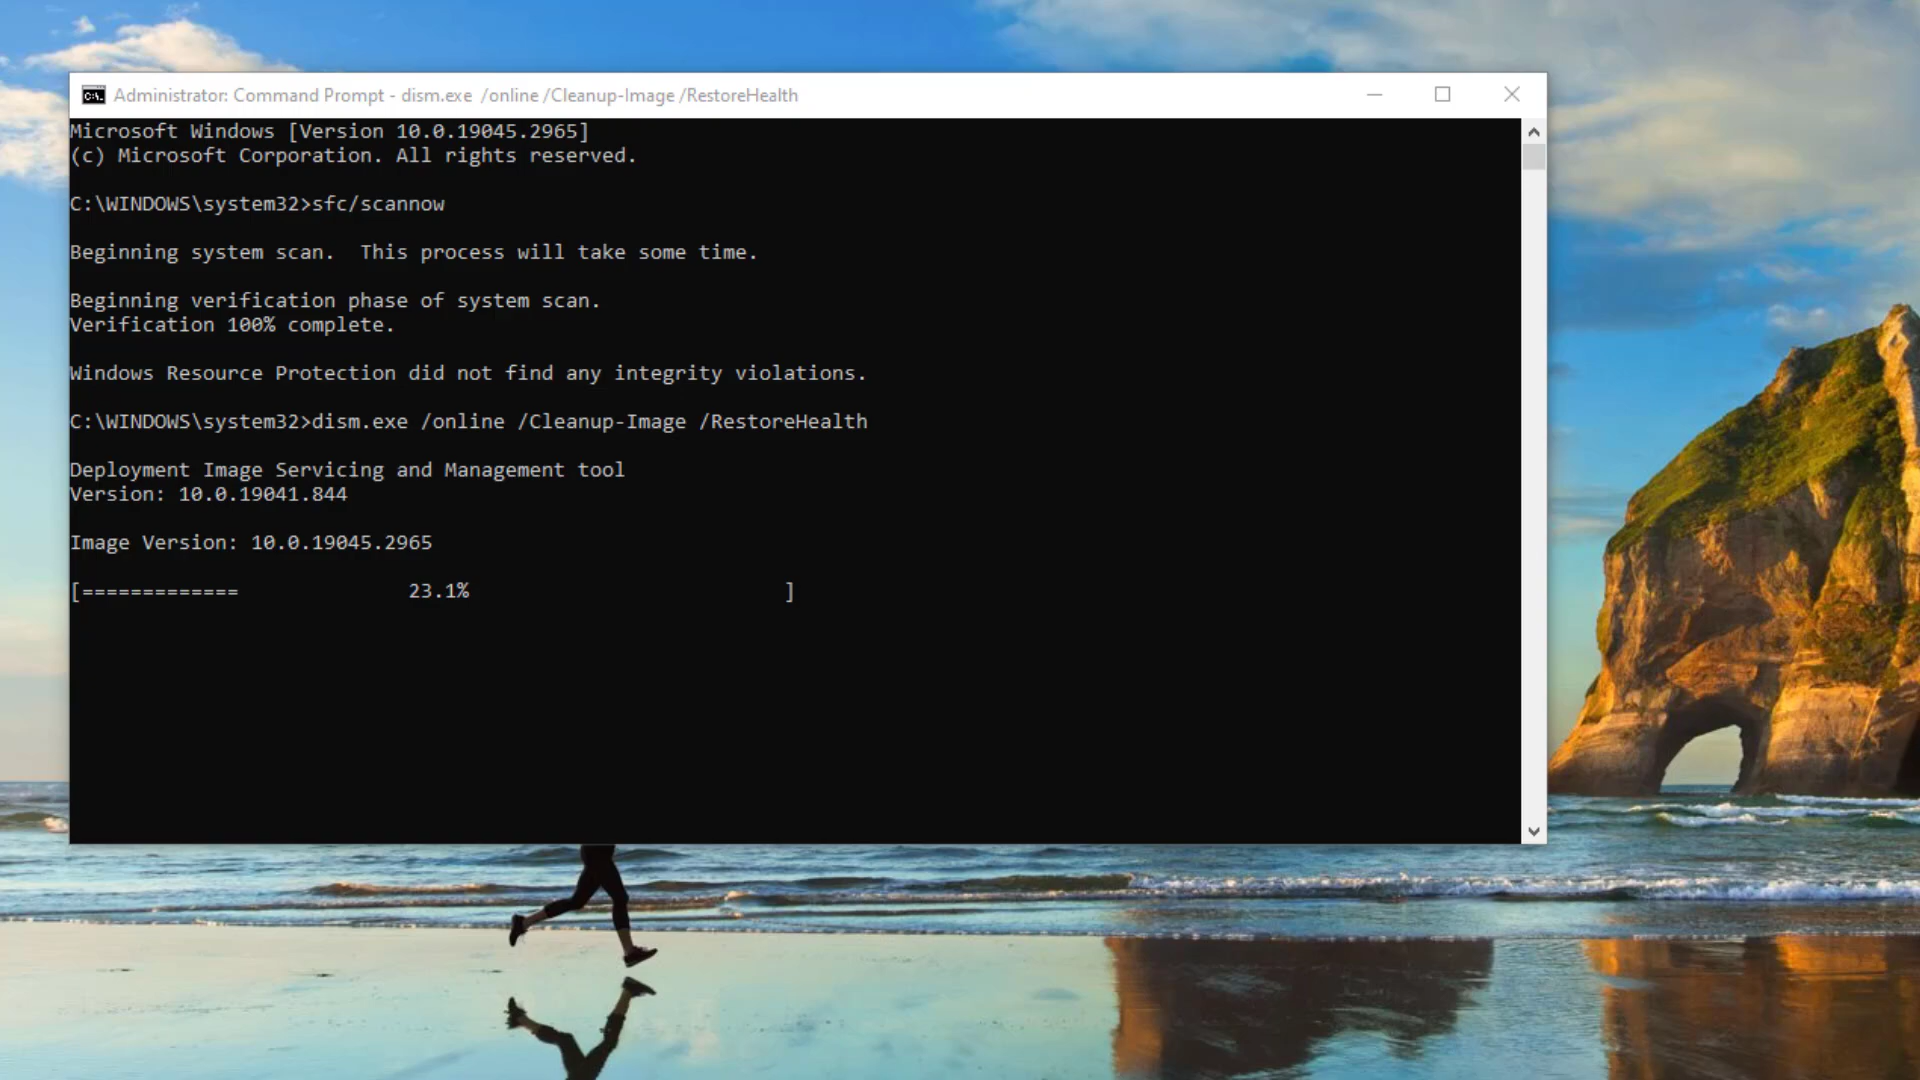 Administrator: Command Prompt - dism.exe  /online /Cleanup-Image /RestoreHealth
Microsoft Windows [Version 10.0.19045.2965]
(c) Microsoft Corporation. All rights reserved.
C:\WINDOWS\system32>sfc/scannow
Beginning system scan.  This process will take some time.
Beginning verification phase of system scan.
Verification 100% complete.
Windows Resource Protection did not find any integrity violations.
C:\WINDOWS\system32>dism.exe /online /Cleanup-Image /RestoreHealth
Deployment Image Servicing and Management tool
Version: 10.0.19041.844
Image Version: 10.0.19045.2965
[=============              23.1%                          ]